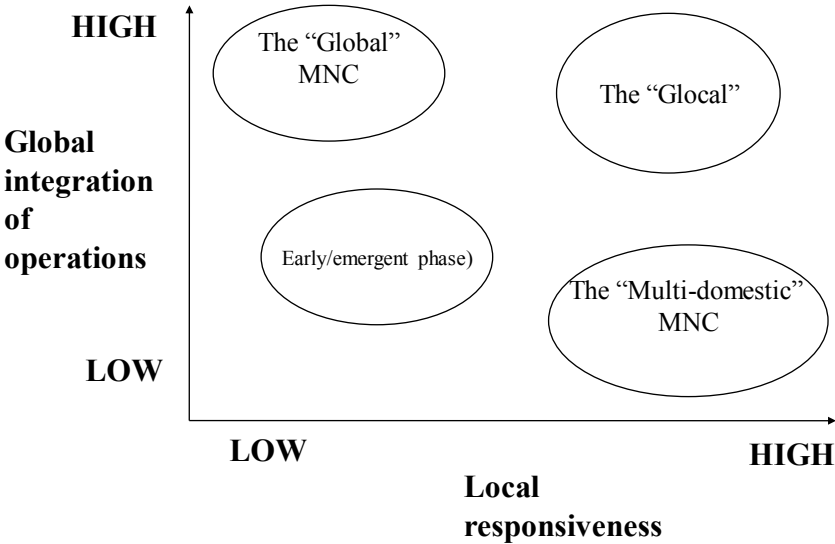 HIGH
The “Global”
MNC
The “Glocal”
Global
integration
of
operations
Early/emergent phase)
The “Multi-domestic”
MNC
LOW
LOW
HIGH
Local
responsiveness